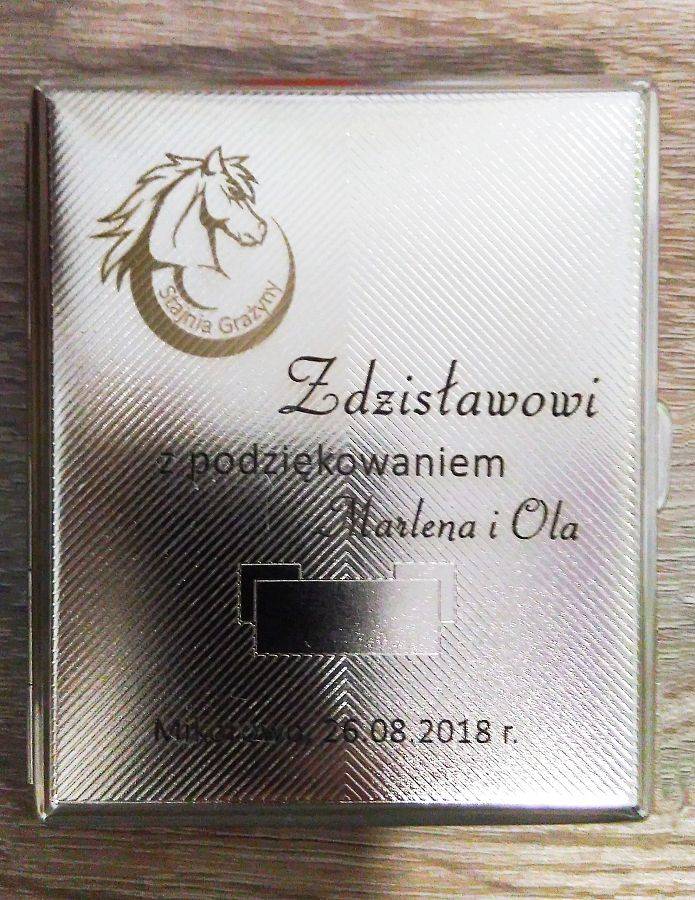 Stajnia Grażyny
Zdzisławowi
z podziękowaniem
Marlena i Ola
26.08.2018 r.